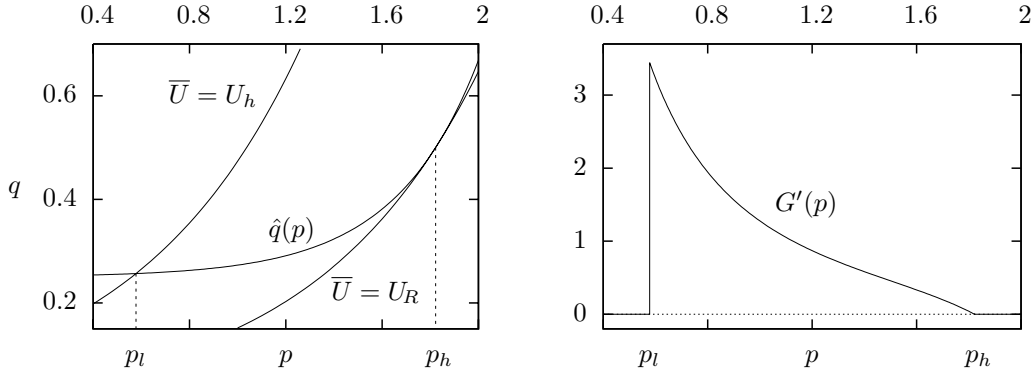 0.4 0.8 1.2 1.6 2
0.6
0.4
0.2
q
U̅ = U_h
q̂(p)
U̅ = U_R
p_l p p_h
0.4 0.8 1.2 1.6 2
3
2
1
0
G′(p)
p_l p p_h